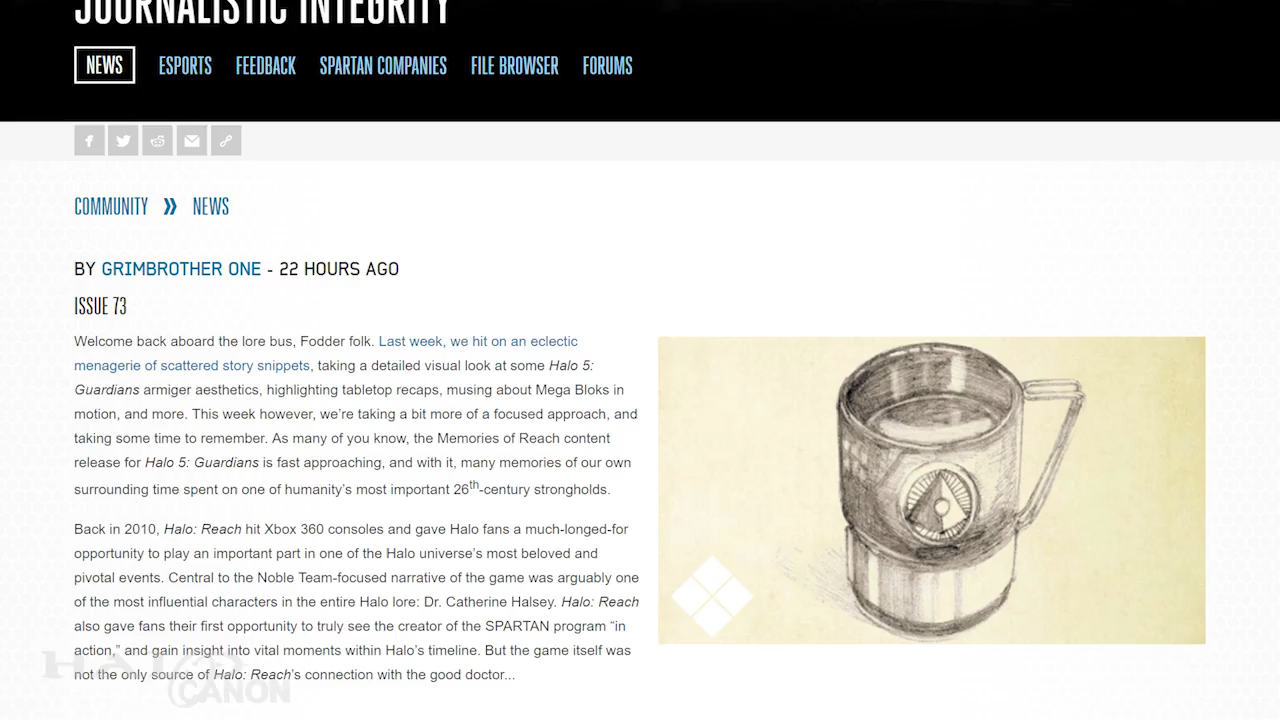 JOURNALISTIC INTEGRITY
NEWS ESPORTS FEEDBACK SPARTAN COMPANIES FILE BROWSER FORUMS
COMMUNITY » NEWS
BY GRIMBROTHER ONE - 22 HOURS AGO
ISSUE 73
Welcome back aboard the lore bus, Fodder folk. Last week, we hit on an eclectic
menagerie of scattered story snippets, taking a detailed visual look at some Halo 5:
Guardians armiger aesthetics, highlighting tabletop recaps, musing about Mega Bloks in
motion, and more. This week however, we’re taking a bit more of a focused approach, and
taking some time to remember. As many of you know, the Memories of Reach content
release for Halo 5: Guardians is fast approaching, and with it, many memories of our own
surrounding time spent on one of humanity’s most important 26th-century strongholds.
Back in 2010, Halo: Reach hit Xbox 360 consoles and gave Halo fans a much-longed-for
opportunity to play an important part in one of the Halo universe’s most beloved and
pivotal events. Central to the Noble Team-focused narrative of the game was arguably one
of the most influential characters in the entire Halo lore: Dr. Catherine Halsey. Halo: Reach
also gave fans their first opportunity to truly see the creator of the SPARTAN program “in
action,” and gain insight into vital moments within Halo’s timeline. But the game itself was
not the only source of Halo: Reach’s connection with the good doctor...
HALO
CANON